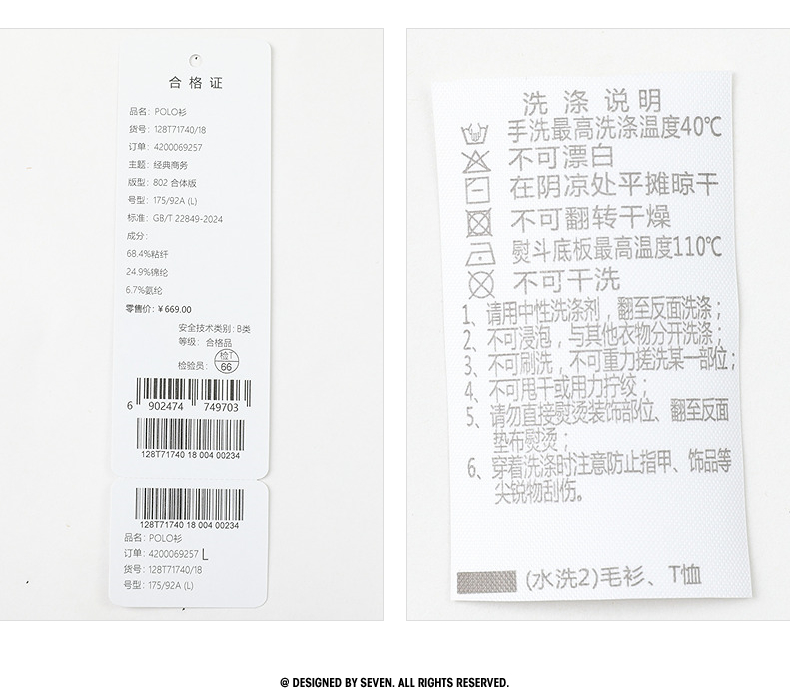 合格证
品名：POLO衫
货号：128T71740/18
订单：4200069257
主题：经典商务
版型：802 合体版
号型：175/92A (L)
标准：GB/T 22849-2024
成分：
68.4%粘纤
24.9%锦纶
6.7%氨纶
零售价：¥669.00
安全技术类别：B类
等级：合格品
检验员：
检T
66
6 902474 749703
128T71740 18 004 00234
128T71740 18 004 00234
品名：POLO衫
订单：4200069257 L
货号：128T71740/18
号型：175/92A (L)
洗涤说明
手洗最高洗涤温度40℃
不可漂白
在阴凉处平摊晾干
不可翻转干燥
熨斗底板最高温度110℃
不可干洗
1、请用中性洗涤剂，翻至反面洗涤；
2、不可浸泡，与其他衣物分开洗涤；
3、不可刷洗，不可重力搓洗某一部位；
4、不可甩干或用力拧绞；
5、请勿直接熨烫装饰部位、翻至反面
垫布熨烫；
6、穿着洗涤时注意防止指甲、饰品等
尖锐物刮伤。
(水洗2)毛衫、T恤
@ DESIGNED BY SEVEN. ALL RIGHTS RESERVED.